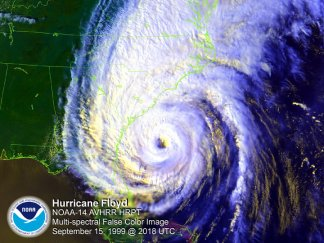 Hurricane Floyd
NOAA-14 AVHRR HRPT
Multi-spectral False Color Image
September 15, 1999 @ 2018 UTC
NOAA